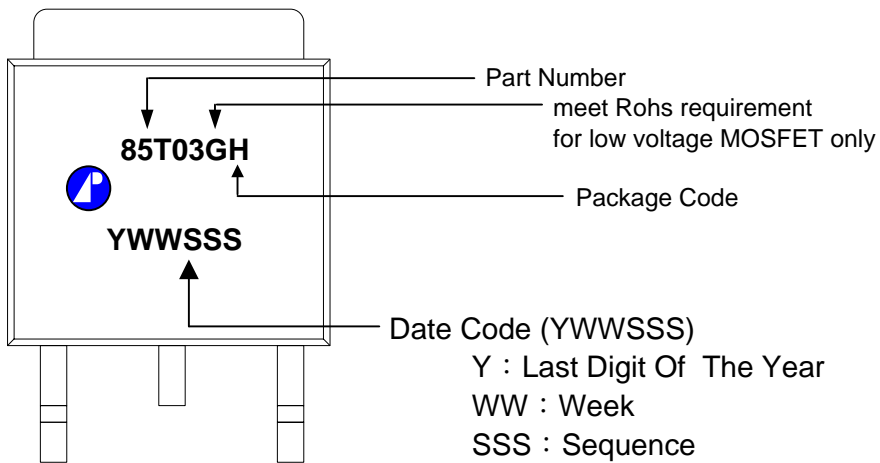 Part Number
meet Rohs requirement
for low voltage MOSFET only
85T03GH
Package Code
YWWSSS
Date Code (YWWSSS)
Y：Last Digit Of The Year
WW：Week
SSS：Sequence